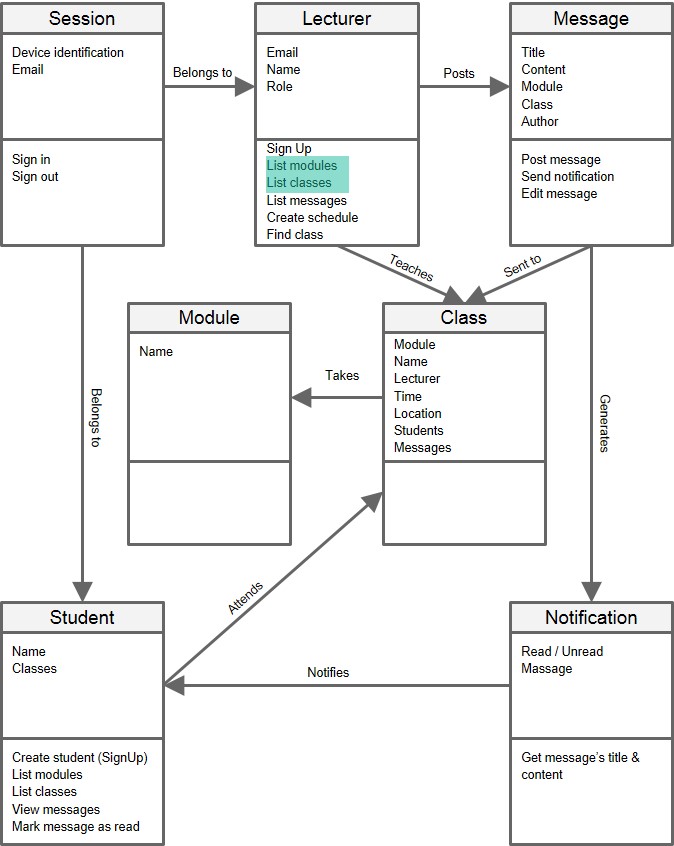 Session
Device identification
Email
Sign in
Sign out
Belongs to
Lecturer
Email
Name
Role
Sign Up
List modules
List classes
List messages
Create schedule
Find class
Posts
Message
Title
Content
Module
Class
Author
Post message
Send notification
Edit message
Teaches
Sent to
Module
Name
Takes
Class
Module
Name
Lecturer
Time
Location
Students
Messages
Belongs to
Generates
Attends
Student
Name
Classes
Create student (SignUp)
List modules
List classes
View messages
Mark message as read
Notifies
Notification
Read / Unread
Massage
Get message's title &
content